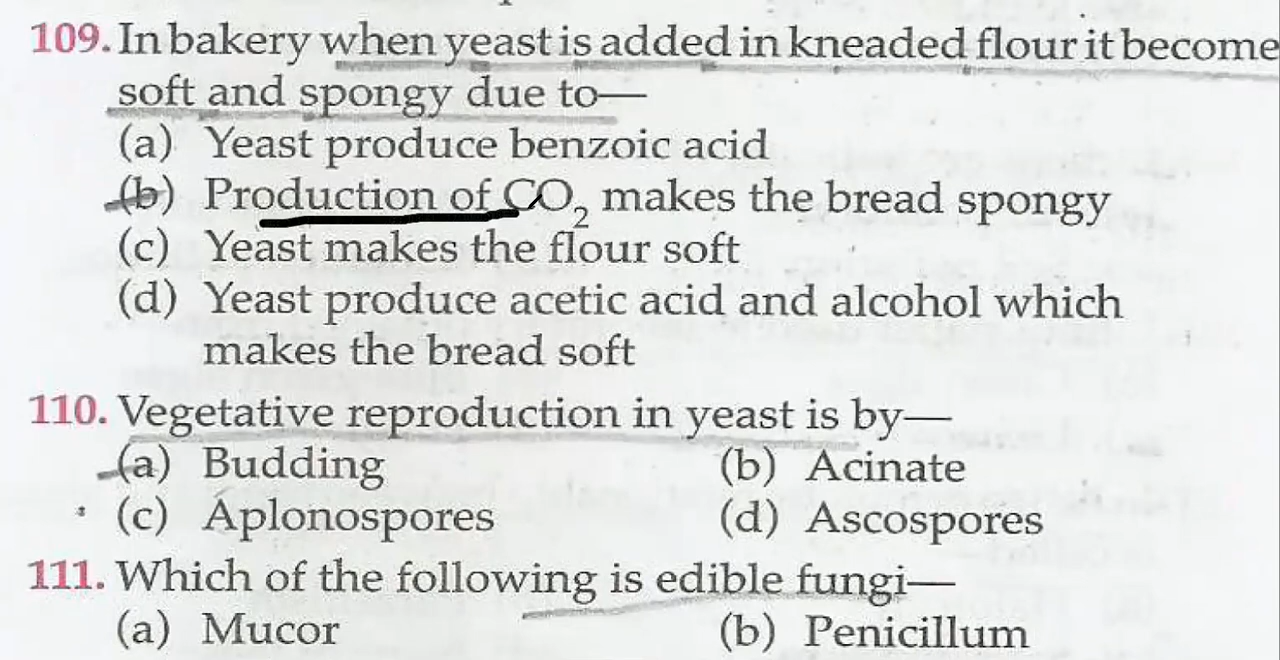 109. In bakery when yeast is added in kneaded flour it become
soft and spongy due to—
(a) Yeast produce benzoic acid
(b) Production of CO₂ makes the bread spongy
(c) Yeast makes the flour soft
(d) Yeast produce acetic acid and alcohol which
makes the bread soft
110. Vegetative reproduction in yeast is by—
(a) Budding (b) Acinate
(c) Aplonospores (d) Ascospores
111. Which of the following is edible fungi—
(a) Mucor (b) Penicillum